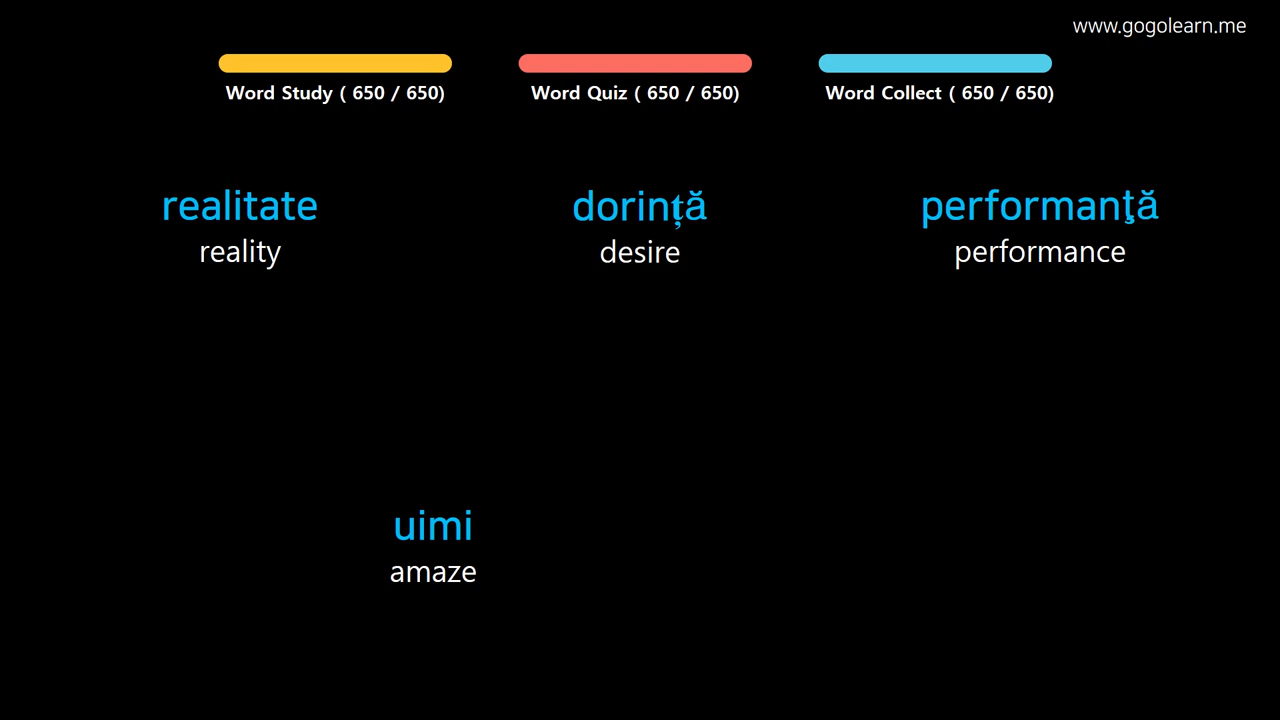 www.gogolearn.me
Word Study ( 650 / 650)
Word Quiz ( 650 / 650)
Word Collect ( 650 / 650)
realitate
reality
dorință
desire
performanţă
performance
uimi
amaze